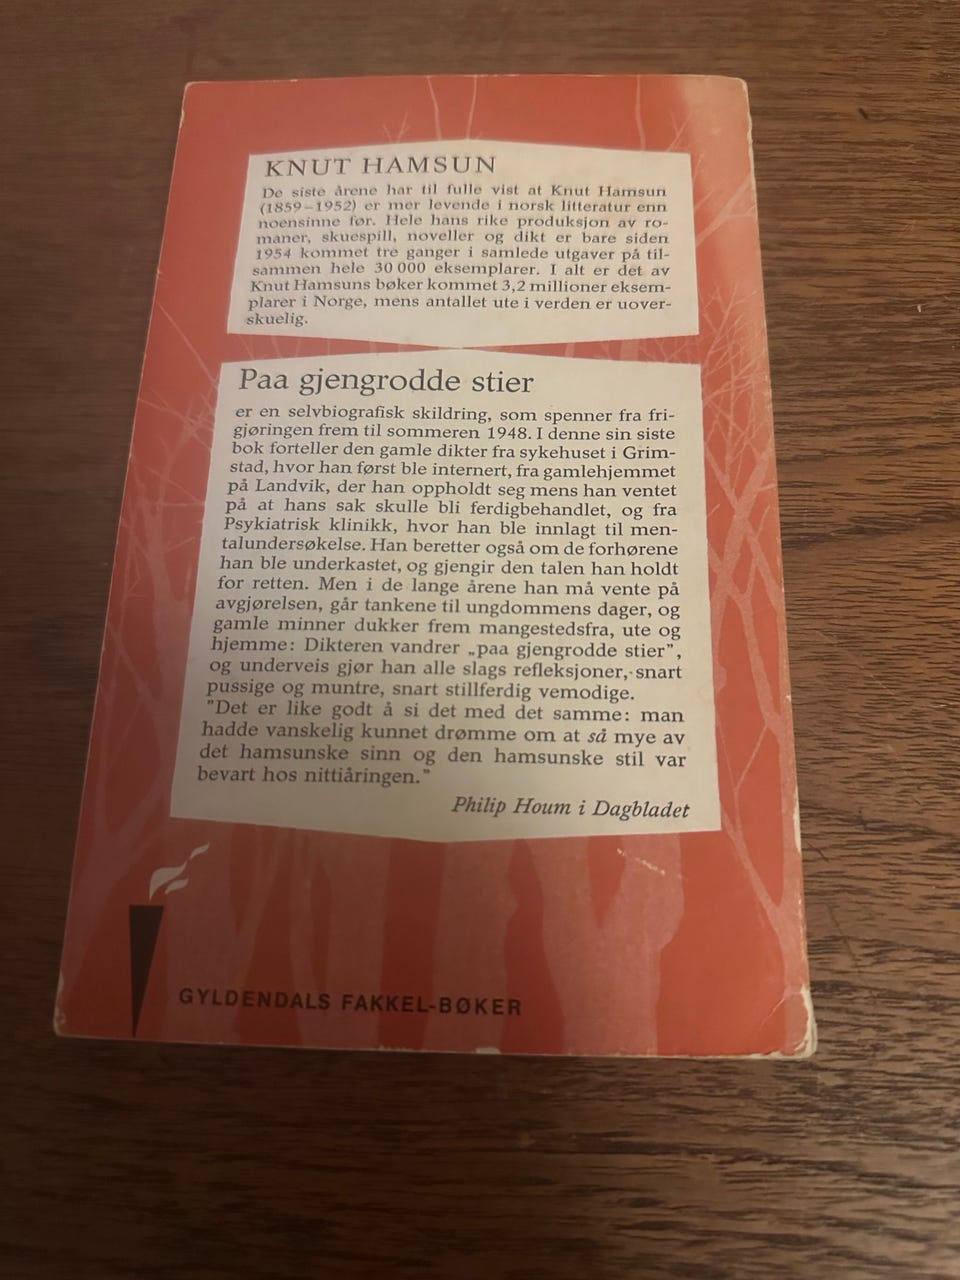 KNUT HAMSUN
De siste årene har til fulle vist at Knut Hamsun
(1859–1952) er mer levende i norsk litteratur enn
noensinne før. Hele hans rike produksjon av ro-
maner, skuespill, noveller og dikt er bare siden
1954 kommet tre ganger i samlede utgaver på til-
sammen hele 30 000 eksemplarer. I alt er det av
Knut Hamsuns bøker kommet 3,2 millioner eksem-
plarer i Norge, mens antallet ute i verden er uover-
skuelig.
Paa gjengrodde stier
er en selvbiografisk skildring, som spenner fra fri-
gjøringen frem til sommeren 1948. I denne sin siste
bok forteller den gamle dikter fra sykehuset i Grim-
stad, hvor han først ble internert, fra gamlehjemmet
på Landvik, der han oppholdt seg mens han ventet
på at hans sak skulle bli ferdigbehandlet, og fra
Psykiatrisk klinikk, hvor han ble innlagt til men-
talundersøkelse. Han beretter også om de forhørene
han ble underkastet, og gjengir den talen han holdt
for retten. Men i de lange årene han må vente på
avgjørelsen, går tankene til ungdommens dager, og
gamle minner dukker frem mangestedsfra, ute og
hjemme: Dikteren vandrer „paa gjengrodde stier”,
og underveis gjør han alle slags refleksjoner, snart
pussige og muntre, snart stillferdig vemodige.
”Det er like godt å si det med det samme: man
hadde vanskelig kunnet drømme om at så mye av
det hamsunske sinn og den hamsunske stil var
bevart hos nittiåringen.”
Philip Houm i Dagbladet
GYLDENDALS FAKKEL-BØKER